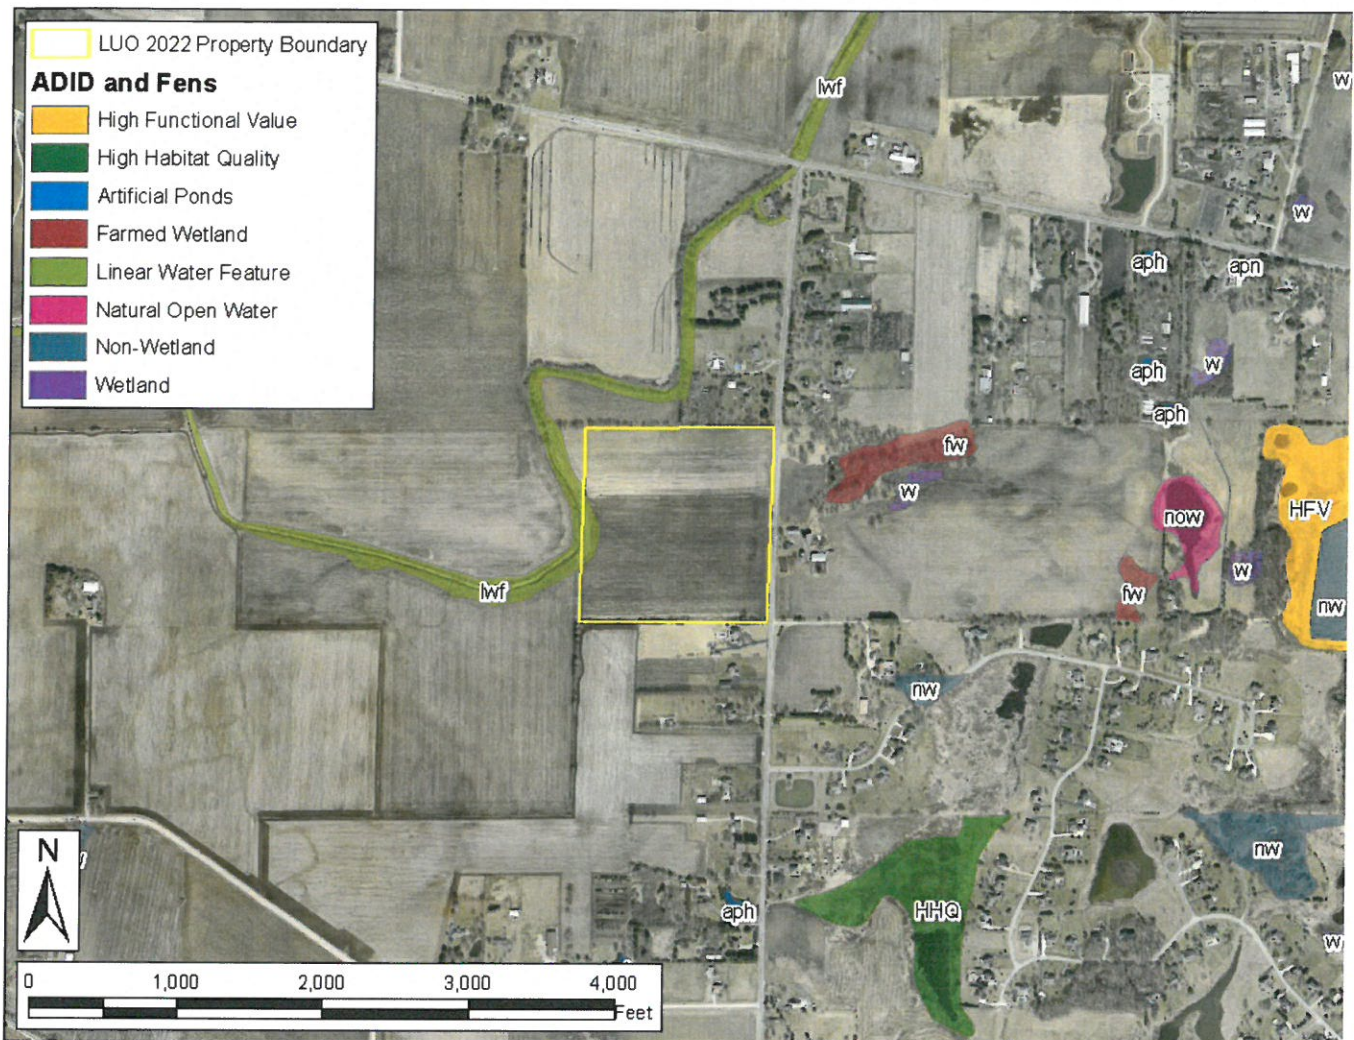 LUO 2022 Property Boundary
ADID and Fens
High Functional Value
High Habitat Quality
Artificial Ponds
Farmed Wetland
Linear Water Feature
Natural Open Water
Non-Wetland
Wetland
lwf
w
w
aph
apn
aph
w
aph
fw
w
now
HFV
w
fw
nw
lwf
nw
nw
HHQ
aph
w
N
0
1,000
2,000
3,000
4,000
Feet